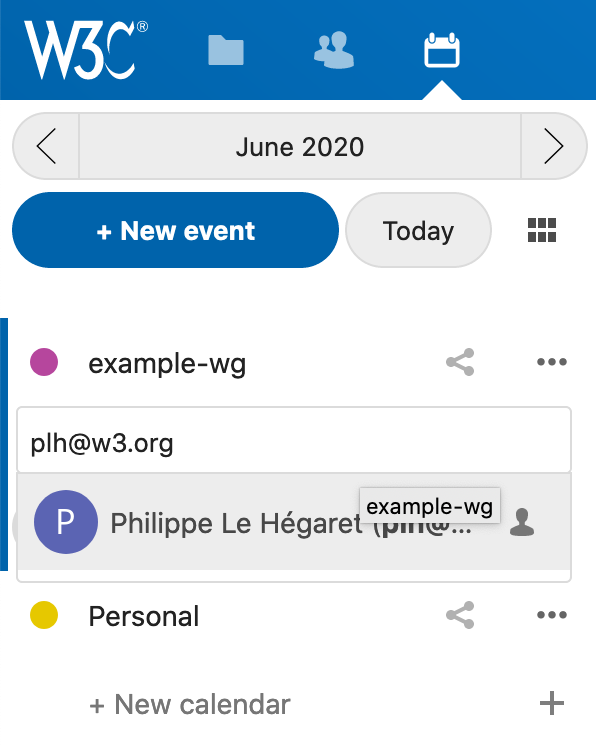 W3C®
June 2020
+ New event
Today
example-wg
plh@w3.org
P
Philippe Le Hégaret (plh@...
example-wg
Personal
+ New calendar